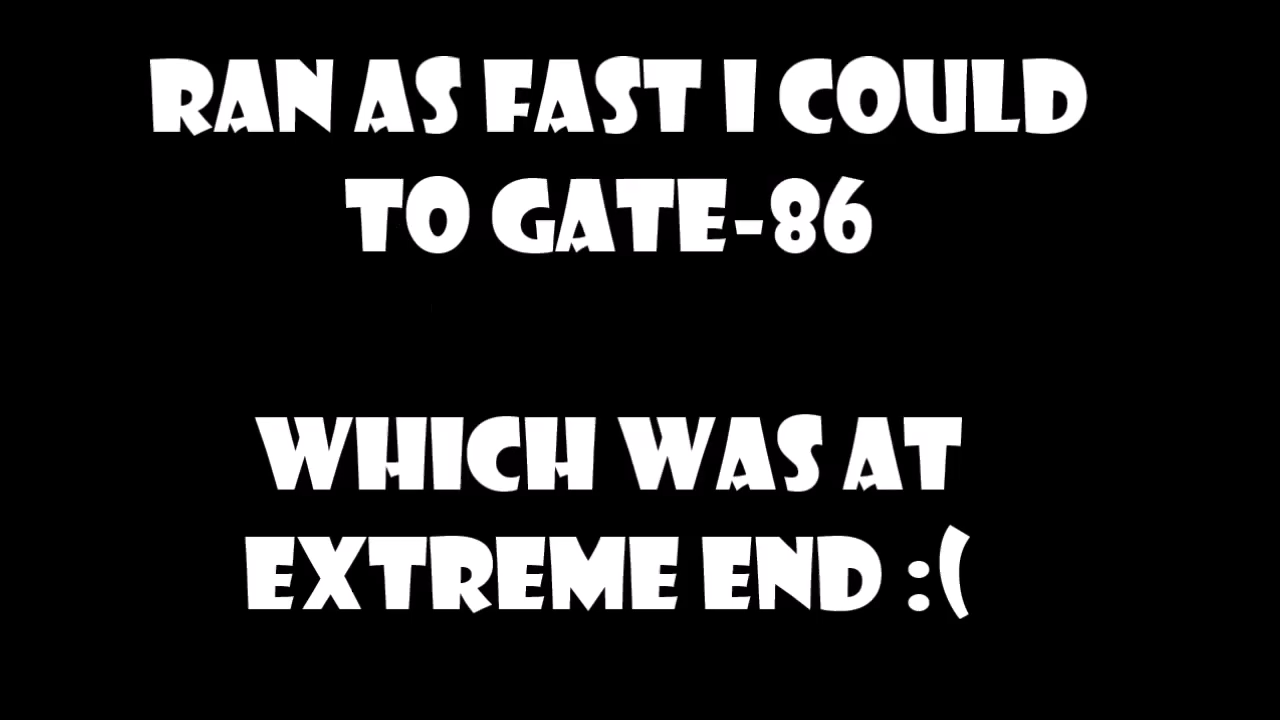 RAN AS FAST I COULD
TO GATE-86
WHICH WAS AT
EXTREME END :(